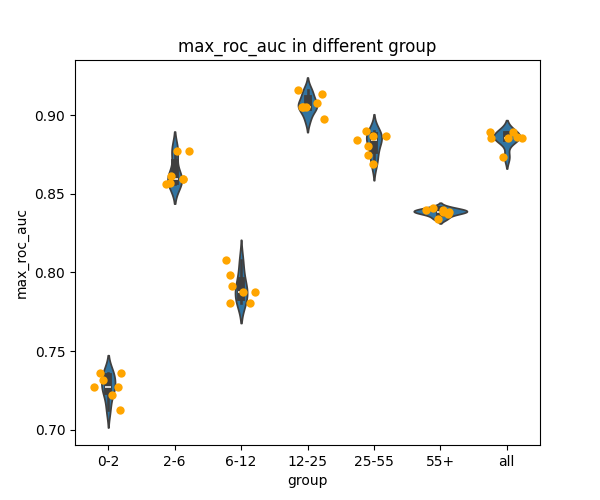 max_roc_auc in different group
max_roc_auc
0.90
0.85
0.80
0.75
0.70
0-2 2-6 6-12 12-25 25-55 55+ all
group